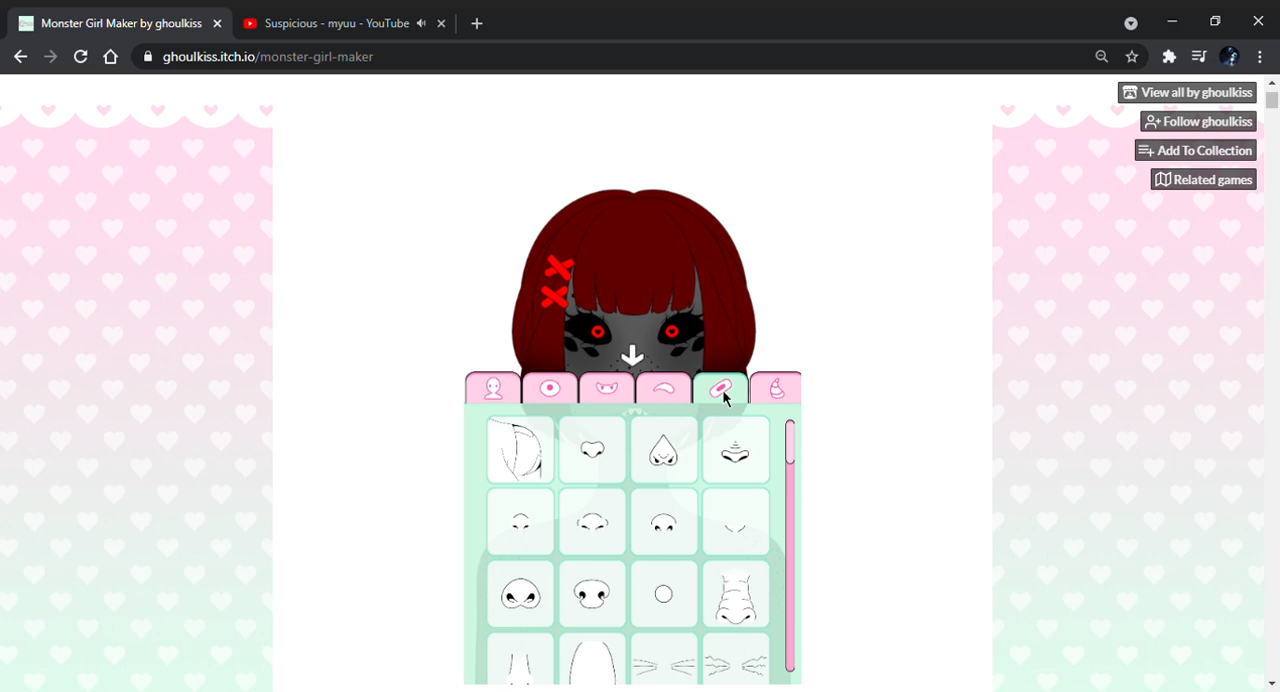 Monster Girl Maker by ghoulkiss
Suspicious - myuu - YouTube
ghoulkiss.itch.io/monster-girl-maker
View all by ghoulkiss
Follow ghoulkiss
Add To Collection
Related games